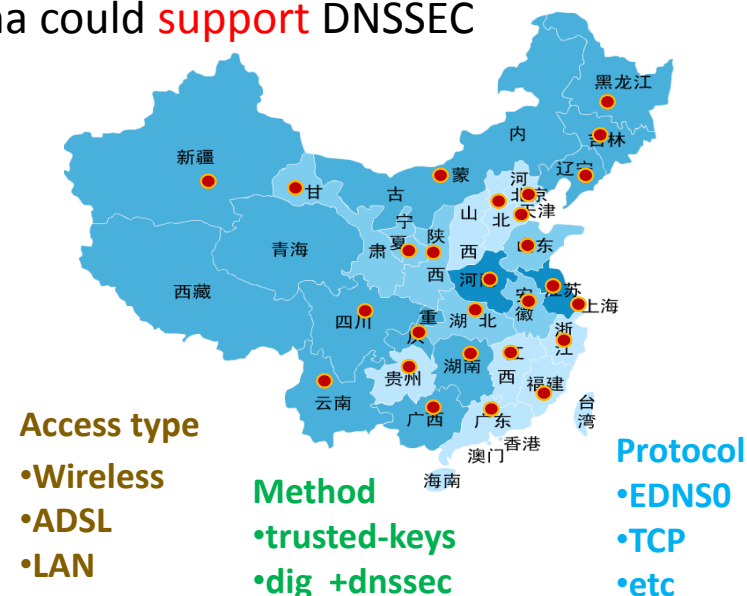 na could support DNSSEC
黑龙江
吉林
辽宁
内
蒙
古
新疆
甘
肃
河
北
北京
天津
山
西
宁
夏
陕
西
山东
青海
西藏
河南
江苏
安
徽
上海
四川
重
庆
湖 北
浙
江
湖南
江
西
贵州
福建
云南
广西
广东
台
湾
香港
澳门
海南
Access type
•Wireless
•ADSL
•LAN
Method
•trusted-keys
•dig +dnssec
Protocol
•EDNS0
•TCP
•etc